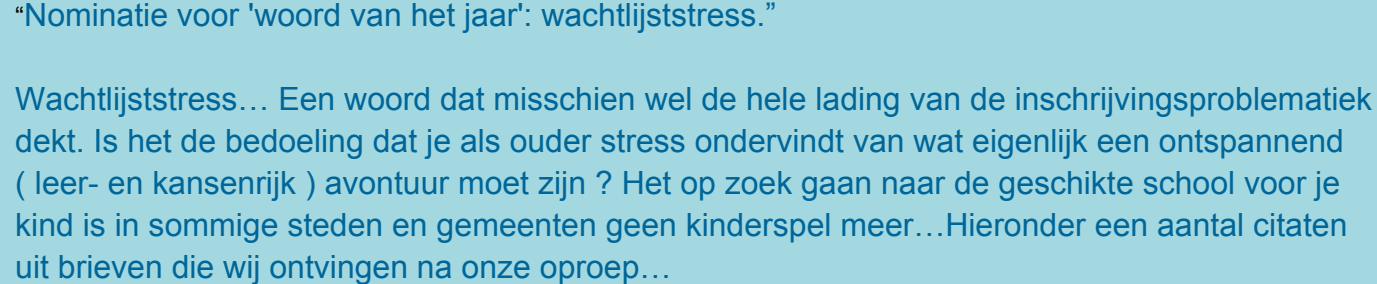 “Nominatie voor 'woord van het jaar': wachtlijststress.”
Wachtlijststress… Een woord dat misschien wel de hele lading van de inschrijvingsproblematiek
dekt. Is het de bedoeling dat je als ouder stress ondervindt van wat eigenlijk een ontspannend
( leer- en kansenrijk ) avontuur moet zijn ? Het op zoek gaan naar de geschikte school voor je
kind is in sommige steden en gemeenten geen kinderspel meer…Hieronder een aantal citaten
uit brieven die wij ontvingen na onze oproep…